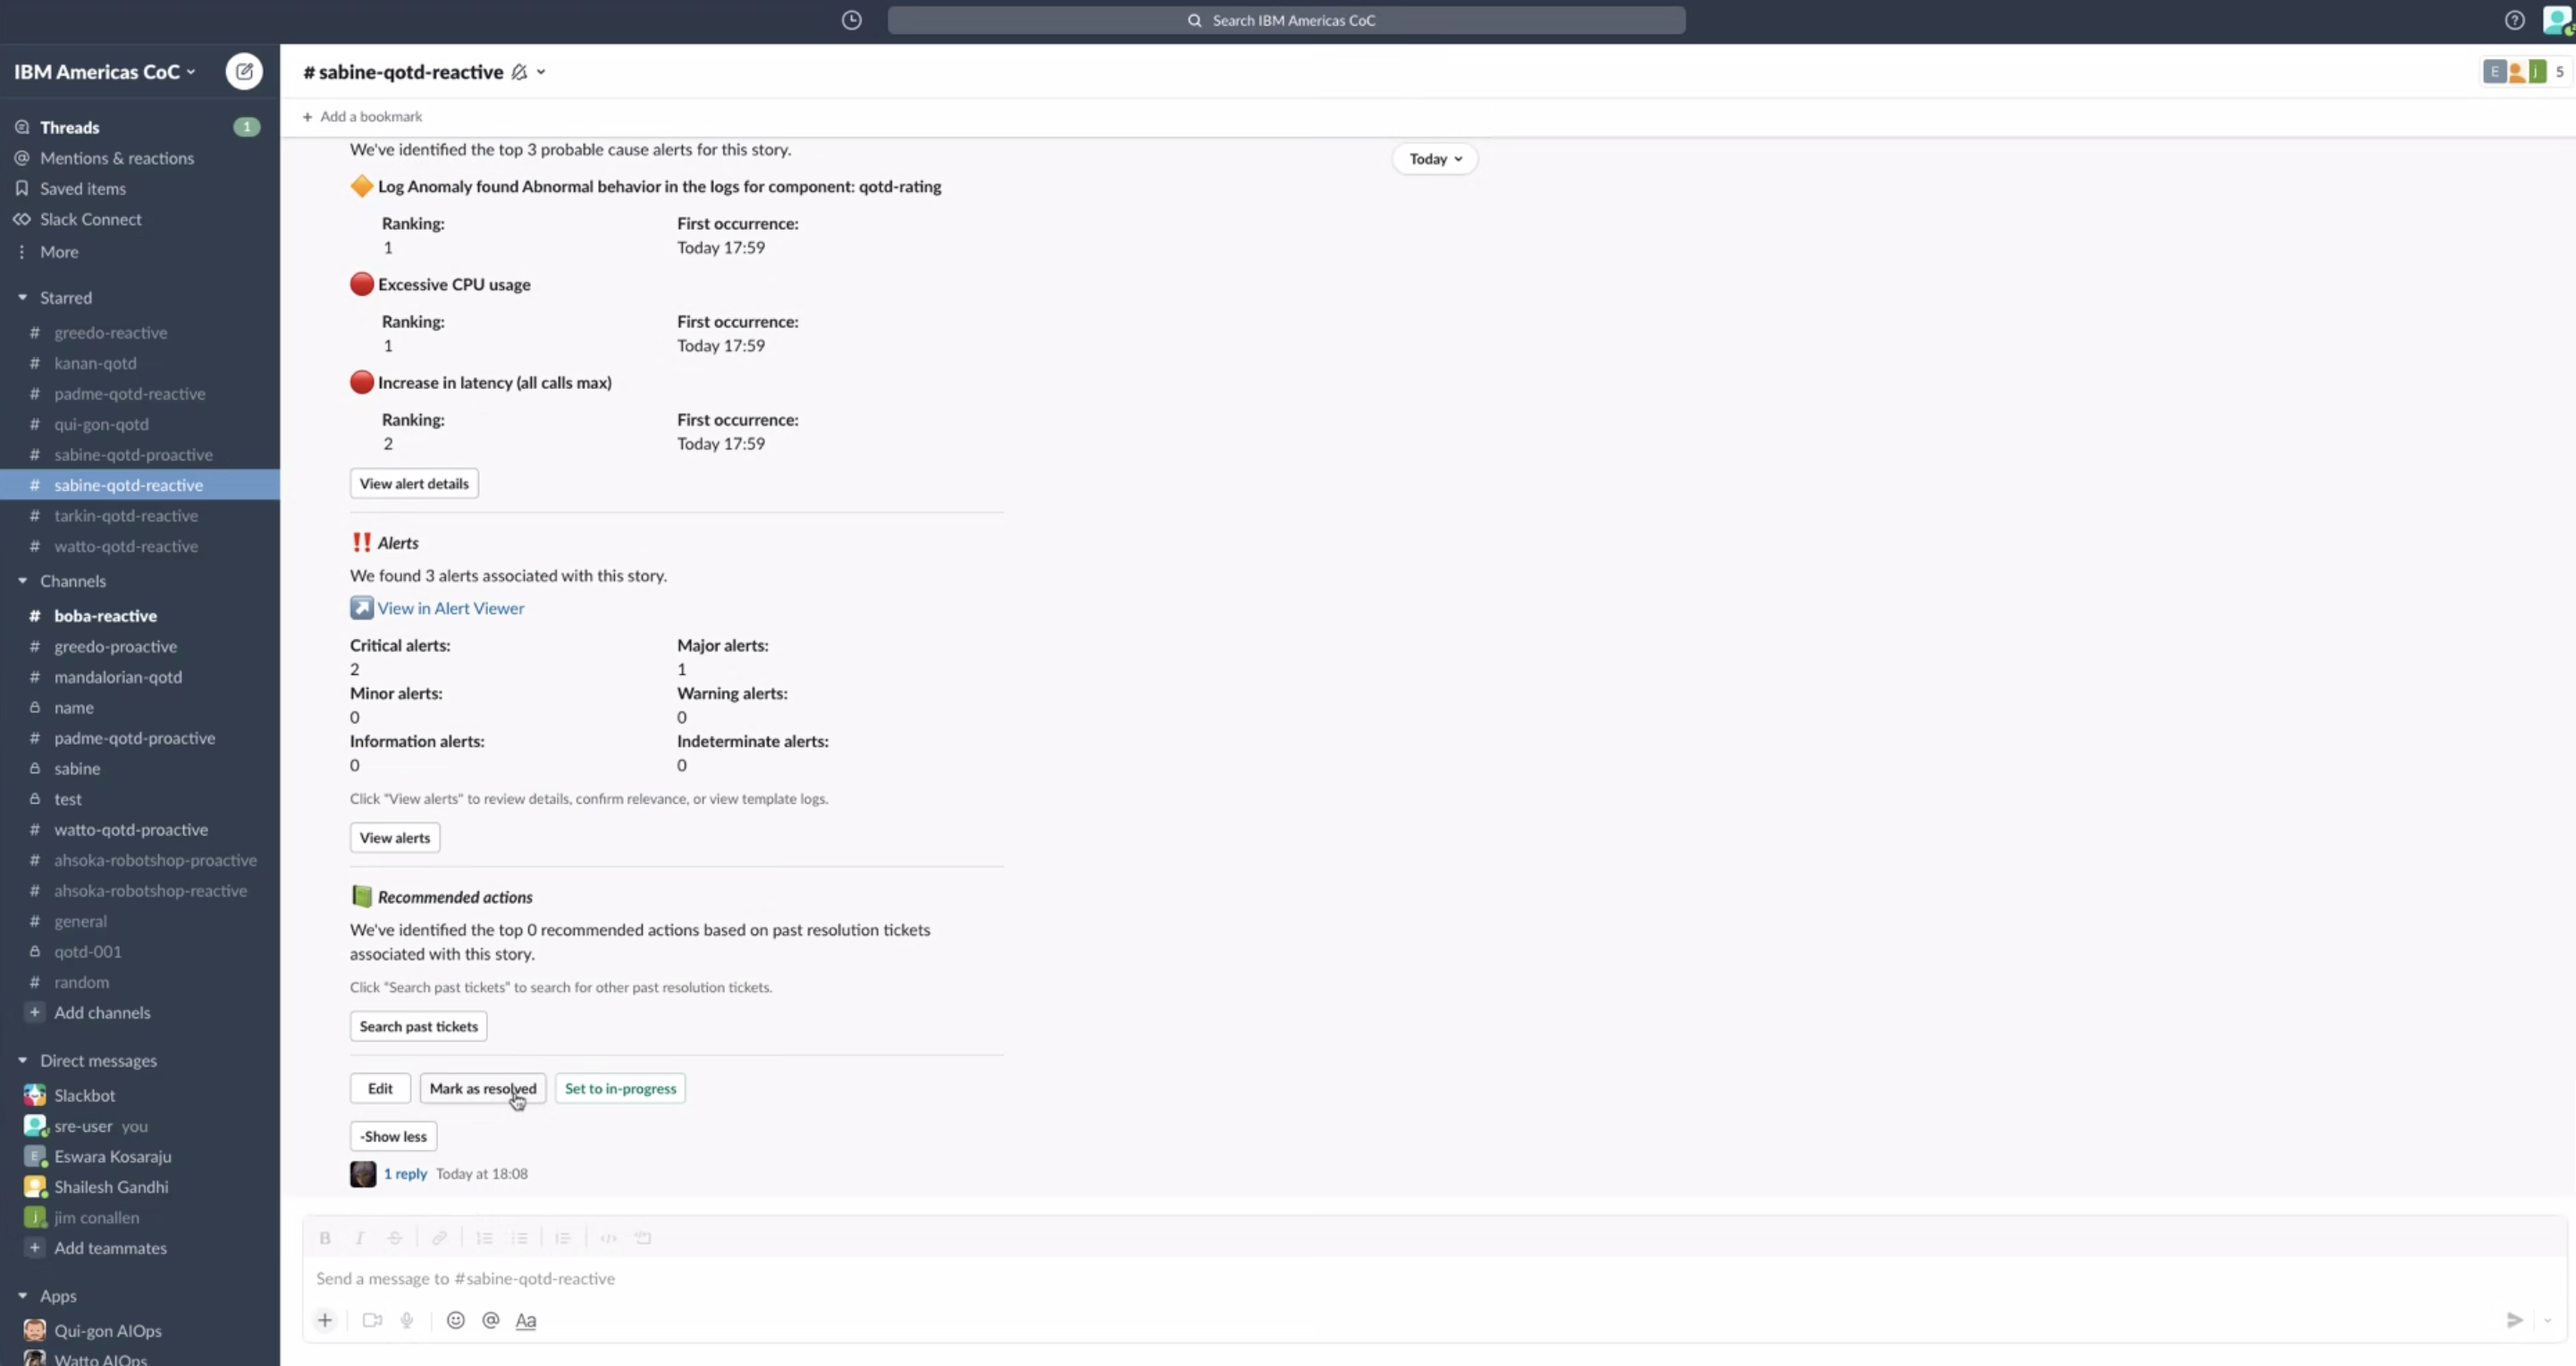 Search IBM Americas CoC
IBM Americas CoC
Threads
1
Mentions & reactions
Saved items
Slack Connect
More
Starred
# greedo-reactive
# kanan-qotd
# padme-qotd-reactive
# qui-gon-qotd
# sabine-qotd-proactive
# sabine-qotd-reactive
# tarkin-qotd-reactive
# watto-qotd-reactive
Channels
# boba-reactive
# greedo-proactive
# mandalorian-qotd
name
# padme-qotd-proactive
sabine
test
# watto-qotd-proactive
# ahsoka-robotshop-proactive
# ahsoka-robotshop-reactive
# general
qotd-001
# random
+ Add channels
Direct messages
Slackbot
sre-user you
E Eswara Kosaraju
Shailesh Gandhi
j jim conallen
+ Add teammates
Apps
Qui-gon AIOps
Watto AIOps
# sabine-qotd-reactive
E j 5
+ Add a bookmark
Today
We've identified the top 3 probable cause alerts for this story.
Log Anomaly found Abnormal behavior in the logs for component: qotd-rating
Ranking: First occurrence:
1 Today 17:59
Excessive CPU usage
Ranking: First occurrence:
1 Today 17:59
Increase in latency (all calls max)
Ranking: First occurrence:
2 Today 17:59
View alert details
‼ Alerts
We found 3 alerts associated with this story.
View in Alert Viewer
Critical alerts: Major alerts:
2 1
Minor alerts: Warning alerts:
0 0
Information alerts: Indeterminate alerts:
0 0
Click "View alerts" to review details, confirm relevance, or view template logs.
View alerts
Recommended actions
We've identified the top 0 recommended actions based on past resolution tickets
associated with this story.
Click "Search past tickets" to search for other past resolution tickets.
Search past tickets
Edit Mark as resolved Set to in-progress
-Show less
1 reply Today at 18:08
B I S
Send a message to #sabine-qotd-reactive
+ @ Aa